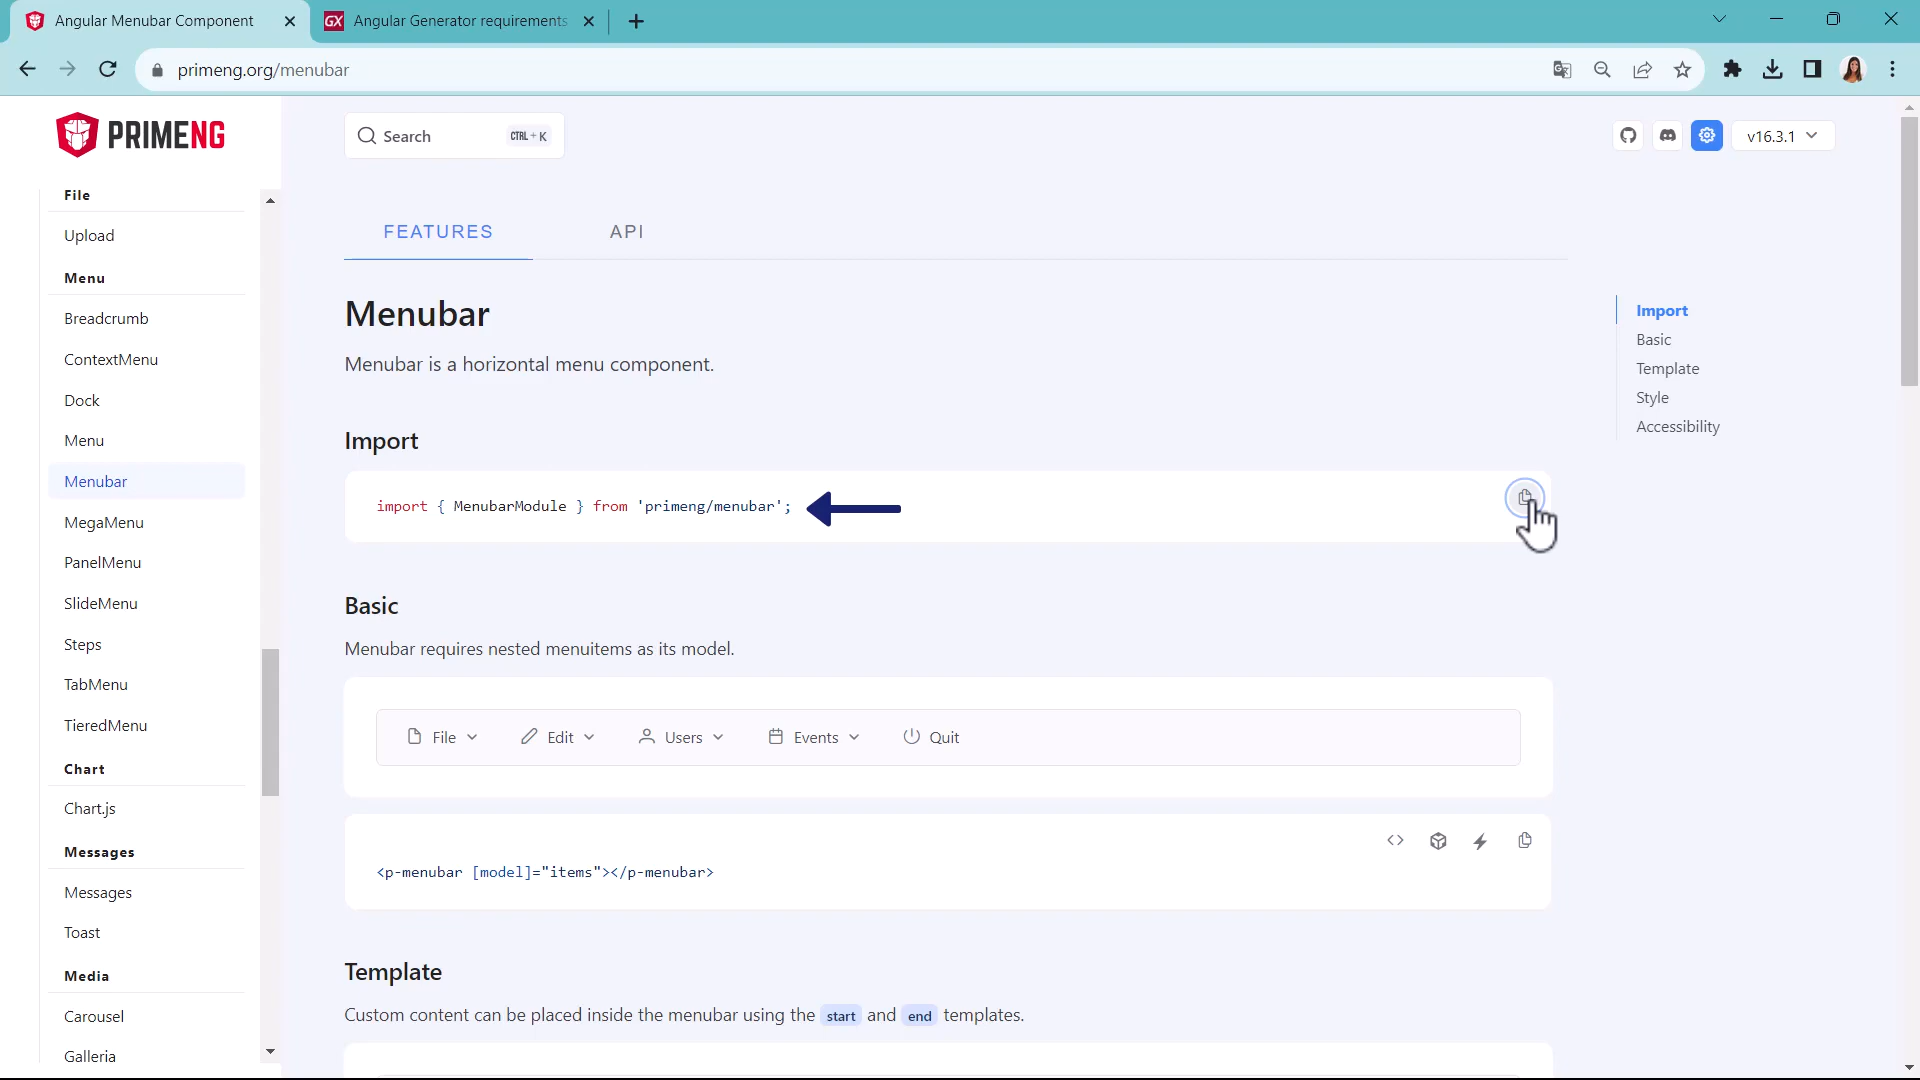 Angular Menubar Component
GX
Angular Generator requirements
primeng.org/menubar
PRIMENG
Search
CTRL+K
v16.3.1
File
Upload
Menu
Breadcrumb
ContextMenu
Dock
Menu
Menubar
MegaMenu
PanelMenu
SlideMenu
Steps
TabMenu
TieredMenu
Chart
Chart.js
Messages
Messages
Toast
Media
Carousel
Galleria
FEATURES
API
Menubar
Menubar is a horizontal menu component.
Import
import { MenubarModule } from 'primeng/menubar';
Basic
Menubar requires nested menuitems as its model.
File
Edit
Users
Events
Quit
<p-menubar [model]="items"></p-menubar>
Template
Custom content can be placed inside the menubar using the start and end templates.
Import
Basic
Template
Style
Accessibility